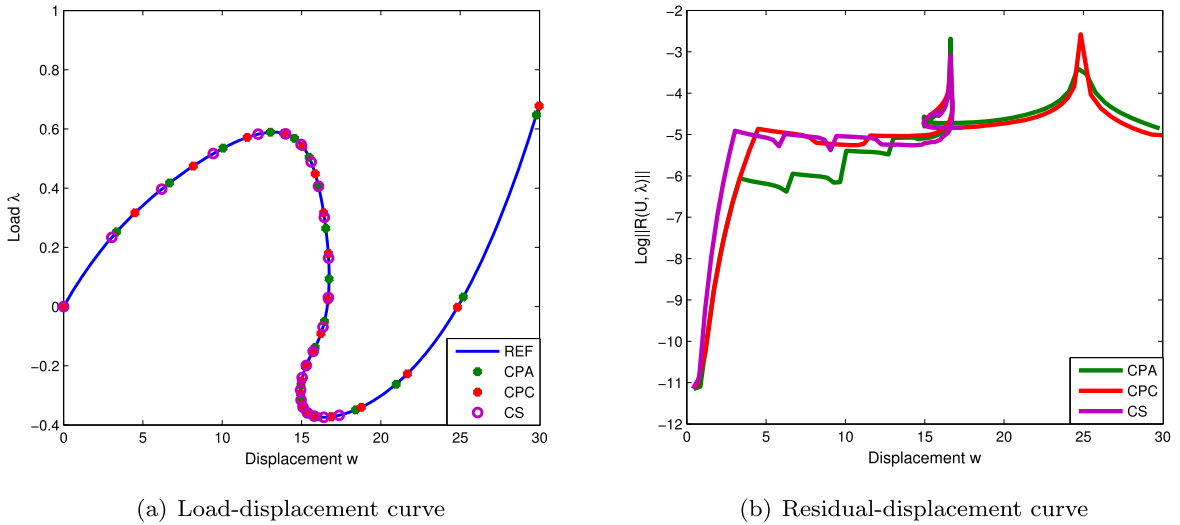 1
0.8
0.6
0.4
0.2
0
−0.2
−0.4
0 5 10 15 20 25 30
Load λ
Displacement w
REF
CPA
CPC
CS
(a) Load-displacement curve
−2
−3
−4
−5
−6
−7
−8
−9
−10
−11
−12
0 5 10 15 20 25 30
Log||R(U, λ)||
Displacement w
CPA
CPC
CS
(b) Residual-displacement curve